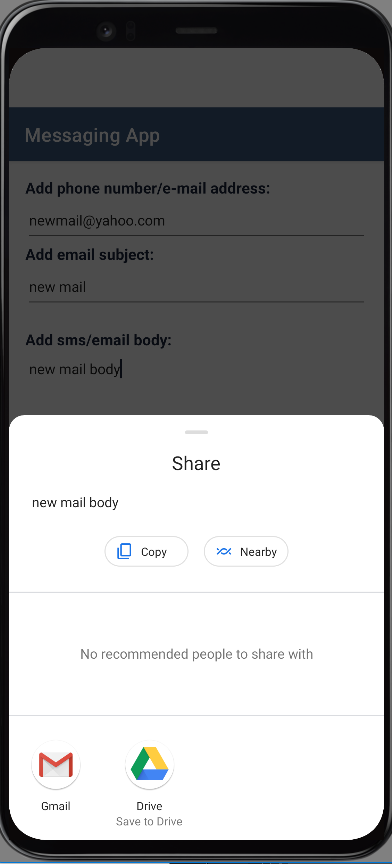 Messaging App
Add phone number/e-mail address:
newmail@yahoo.com
Add email subject:
new mail
Add sms/email body:
new mail body
Share
new mail body
Copy
Nearby
No recommended people to share with
Gmail
Drive
Save to Drive